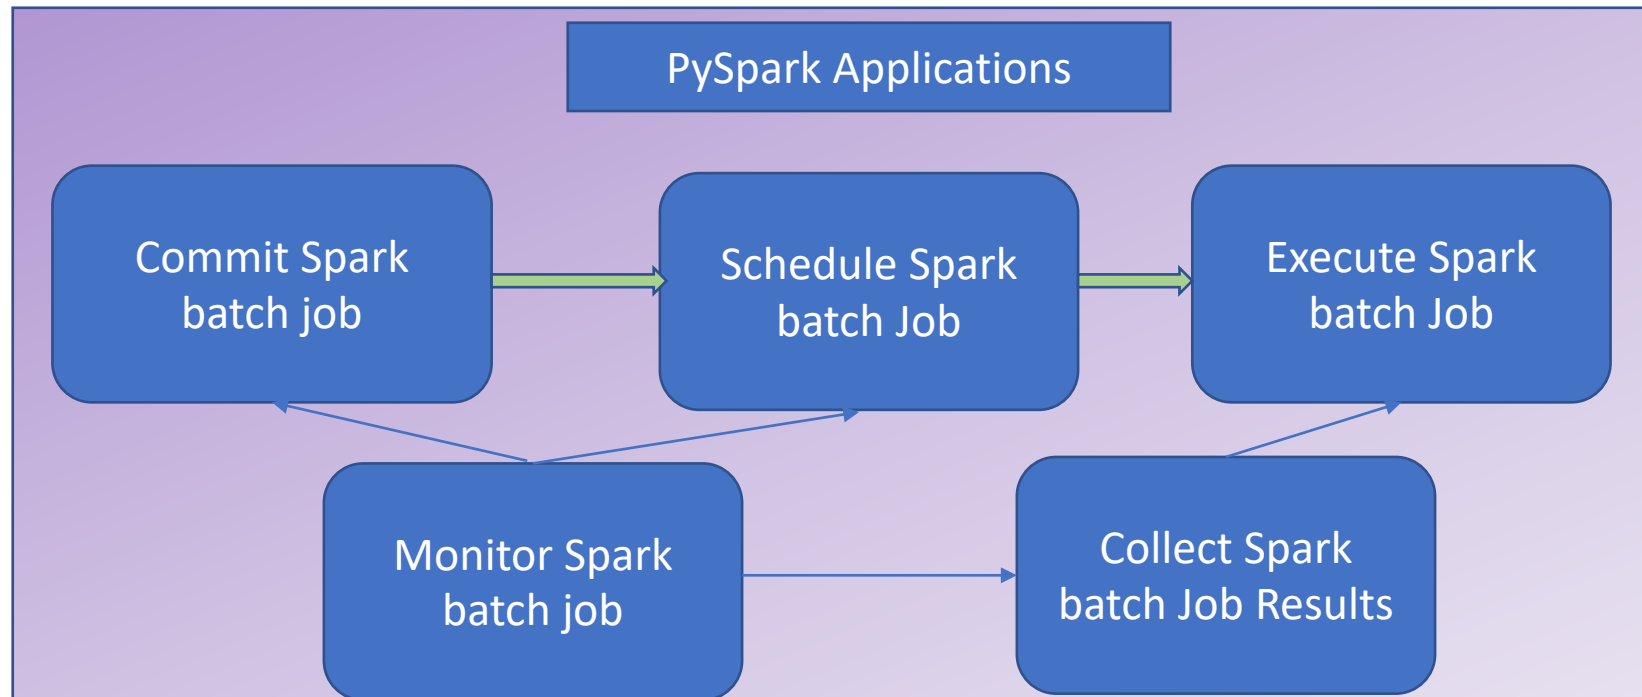 PySpark Applications
Commit Spark
batch job
Schedule Spark
batch Job
Execute Spark
batch Job
Monitor Spark
batch job
Collect Spark
batch Job Results